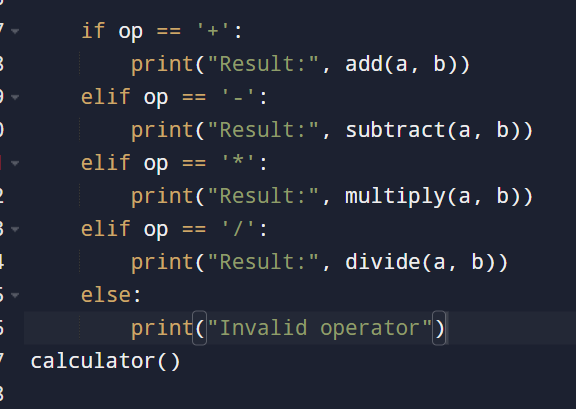 if op == '+':
print("Result:", add(a, b))
elif op == '-':
print("Result:", subtract(a, b))
elif op == '*':
print("Result:", multiply(a, b))
elif op == '/':
print("Result:", divide(a, b))
else:
print("Invalid operator")
calculator()